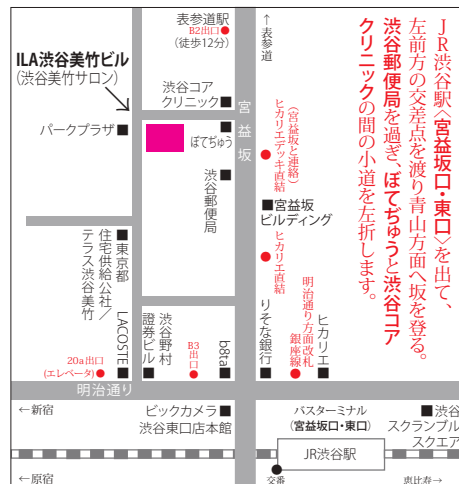 JR渋谷駅〈宮益坂口・東口〉を出て、
左前方の交差点を渡り青山方面へ坂を登る。
渋谷郵便局を過ぎ、ぼてぢゅうと渋谷コア
クリニックの間の小道を左折します。
表参道駅
B2出口●
(徒歩12分)
↑表参道
ILA渋谷美竹ビル
(渋谷美竹サロン)
渋谷コア
クリニック■
宮益坂
パークプラザ■
■
ぼてぢゅう
■渋谷郵便局
ヒカリエデッキ直結
(宮益坂と連絡)
●
■宮益坂
ビルディング
●
ヒカリエ直結
■東京都
住宅供給公社/
テラス渋谷美竹
LACOSTE■
20a出口
(エレベータ)●
渋谷野村
證券ビル■
B3
出口●
b8ta■
りそな銀行■
明治通り方面改札
銀座線●
ヒカリエ■
明治通り
←新宿
ビックカメラ■
渋谷東口店本館
バスターミナル
(宮益坂口・東口)
■渋谷
スクランブル
スクエア
JR渋谷駅
←原宿
交番
恵比寿→